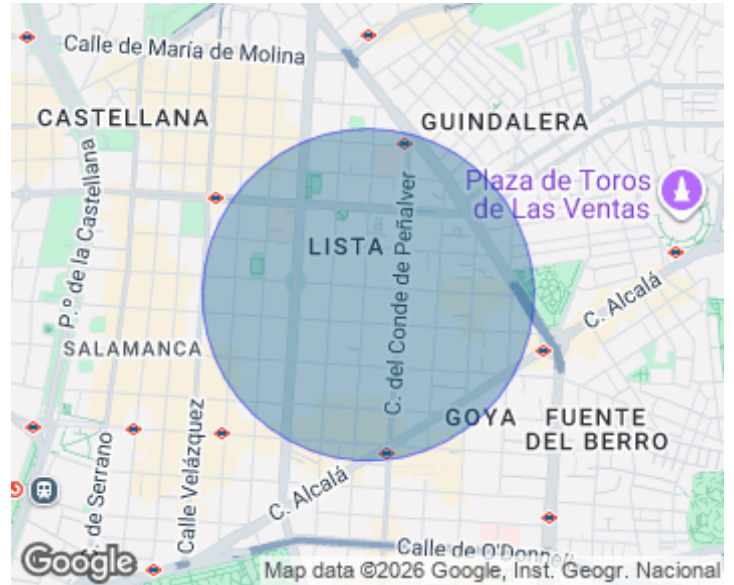 Calle de María de Molina
CASTELLANA
GUINDALERA
P.º de la Castellana
Plaza de Toros
de Las Ventas
C. del Conde de Peñalver
LISTA
C. Alcalá
SALAMANCA
Calle Velázquez
GOYA
FUENTE
DEL BERRO
de Serrano
C. Alcalá
Calle de O'Donnell
Google
Map data ©2026 Google, Inst. Geogr. Nacional